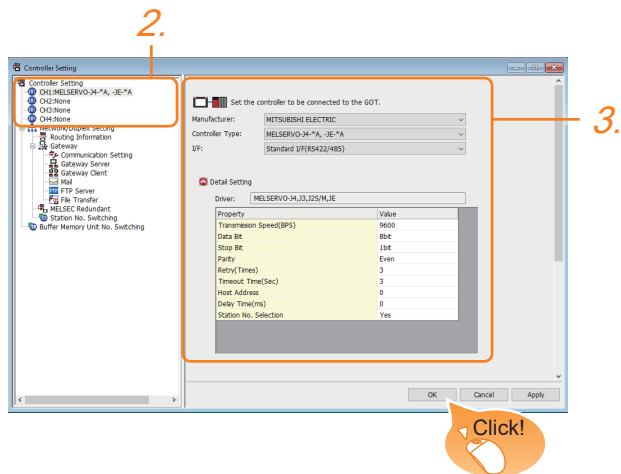 2.
Controller Setting
Controller Setting
CH1:MELSERVO-J4-*A, -JE-*A
CH2:None
CH3:None
CH4:None
Network/Duplex Setting
Routing Information
Gateway
Communication Setting
Gateway Server
Gateway Client
Mail
FTP Server
File Transfer
MELSEC Redundant
Station No. Switching
Buffer Memory Unit No. Switching
Set the controller to be connected to the GOT.
Manufacturer: MITSUBISHI ELECTRIC
Controller Type: MELSERVO-J4-*A, -JE-*A
I/F: Standard I/F(RS422/485)
3.
Detail Setting
Driver: MELSERVO-J4,J3,J2S/M,JE
Property Value
Transmission Speed(BPS) 9600
Data Bit 8bit
Stop Bit 1bit
Parity Even
Retry(Times) 3
Timeout Time(Sec) 3
Host Address 0
Delay Time(ms) 0
Station No. Selection Yes
OK Cancel Apply
Click!